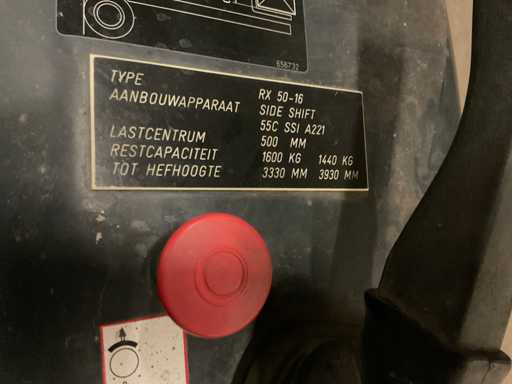 656732
TYPE RX 50-16
AANBOUWAPPARAAT SIDE SHIFT
55C SSI A221
LASTCENTRUM 500 MM
RESTCAPACITEIT 1600 KG 1440 KG
TOT HEFHOOGTE 3330 MM 3930 MM